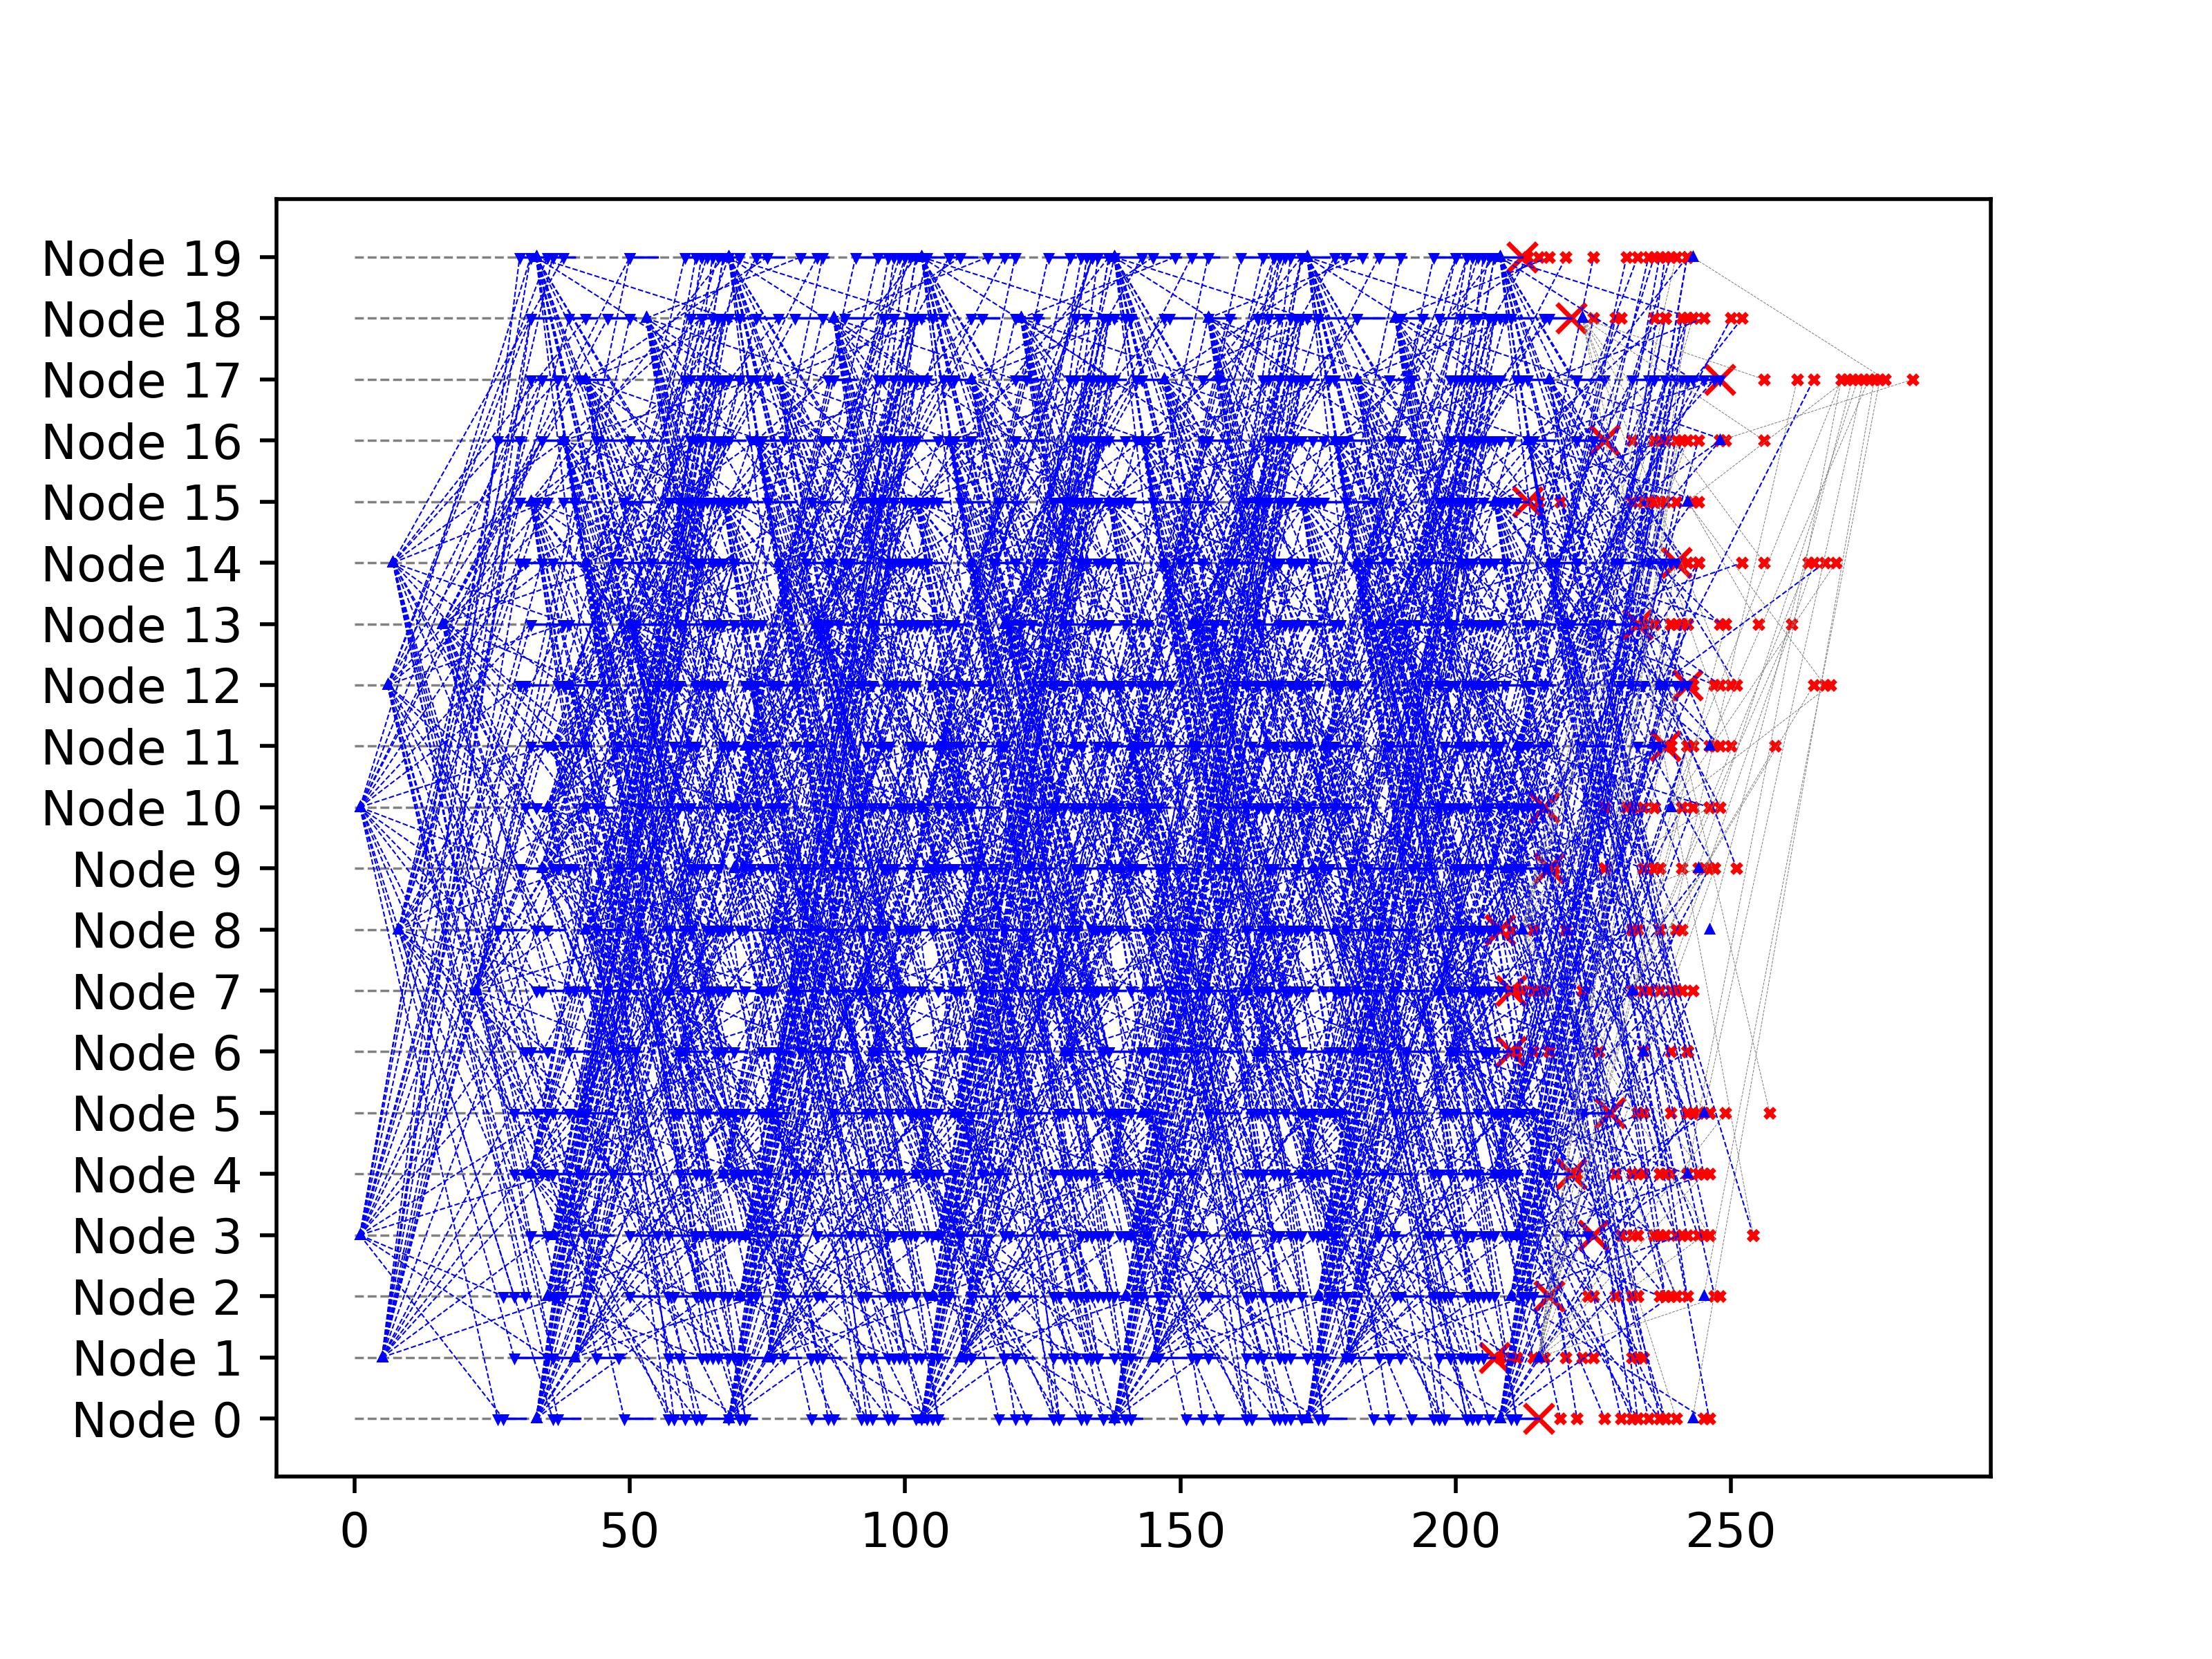 Node 19
Node 18
Node 17
Node 16
Node 15
Node 14
Node 13
Node 12
Node 11
Node 10
Node 9
Node 8
Node 7
Node 6
Node 5
Node 4
Node 3
Node 2
Node 1
Node 0
0 50 100 150 200 250